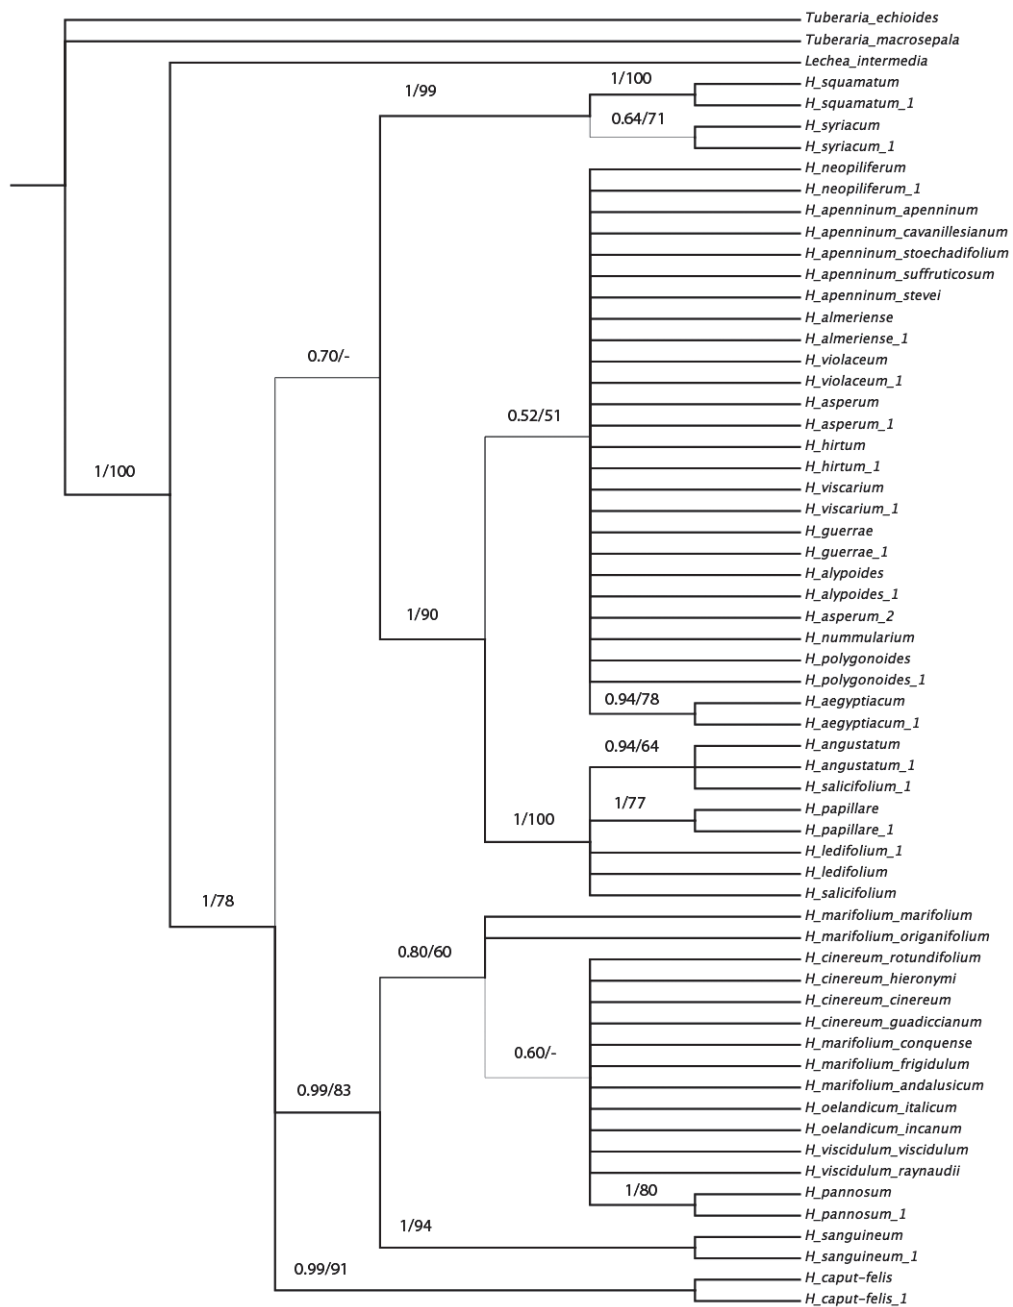 Tuberaria_echioides
Tuberaria_macrosepala
Lechea_intermedia
1/100
H_squamatum
1/99
H_squamatum_1
0.64/71
H_syriacum
H_syriacum_1
H_neopiliferum
H_neopiliferum_1
H_apenninum_apenninum
H_apenninum_cavanillesianum
H_apenninum_stoechadifolium
H_apenninum_suffruticosum
H_apenninum_stevei
H_almeriense
H_almeriense_1
0.70/-
H_violaceum
H_violaceum_1
H_asperum
0.52/51
H_asperum_1
H_hirtum
1/100
H_hirtum_1
H_viscarium
H_viscarium_1
H_guerrae
H_guerrae_1
H_alypoides
H_alypoides_1
1/90
H_asperum_2
H_nummularium
H_polygonoides
H_polygonoides_1
0.94/78
H_aegyptiacum
H_aegyptiacum_1
0.94/64
H_angustatum
H_angustatum_1
H_salicifolium_1
1/77
H_papillare
1/100
H_papillare_1
H_ledifolium_1
H_ledifolium
H_salicifolium
1/78
H_marifolium_marifolium
H_marifolium_origanifolium
0.80/60
H_cinereum_rotundifolium
H_cinereum_hieronymi
H_cinereum_cinereum
H_cinereum_guadiccianum
H_marifolium_conquense
0.60/-
H_marifolium_frigidulum
H_marifolium_andalusicum
0.99/83
H_oelandicum_italicum
H_oelandicum_incanum
H_viscidulum_viscidulum
H_viscidulum_raynaudii
1/80
H_pannosum
H_pannosum_1
1/94
H_sanguineum
H_sanguineum_1
0.99/91
H_caput-felis
H_caput-felis_1